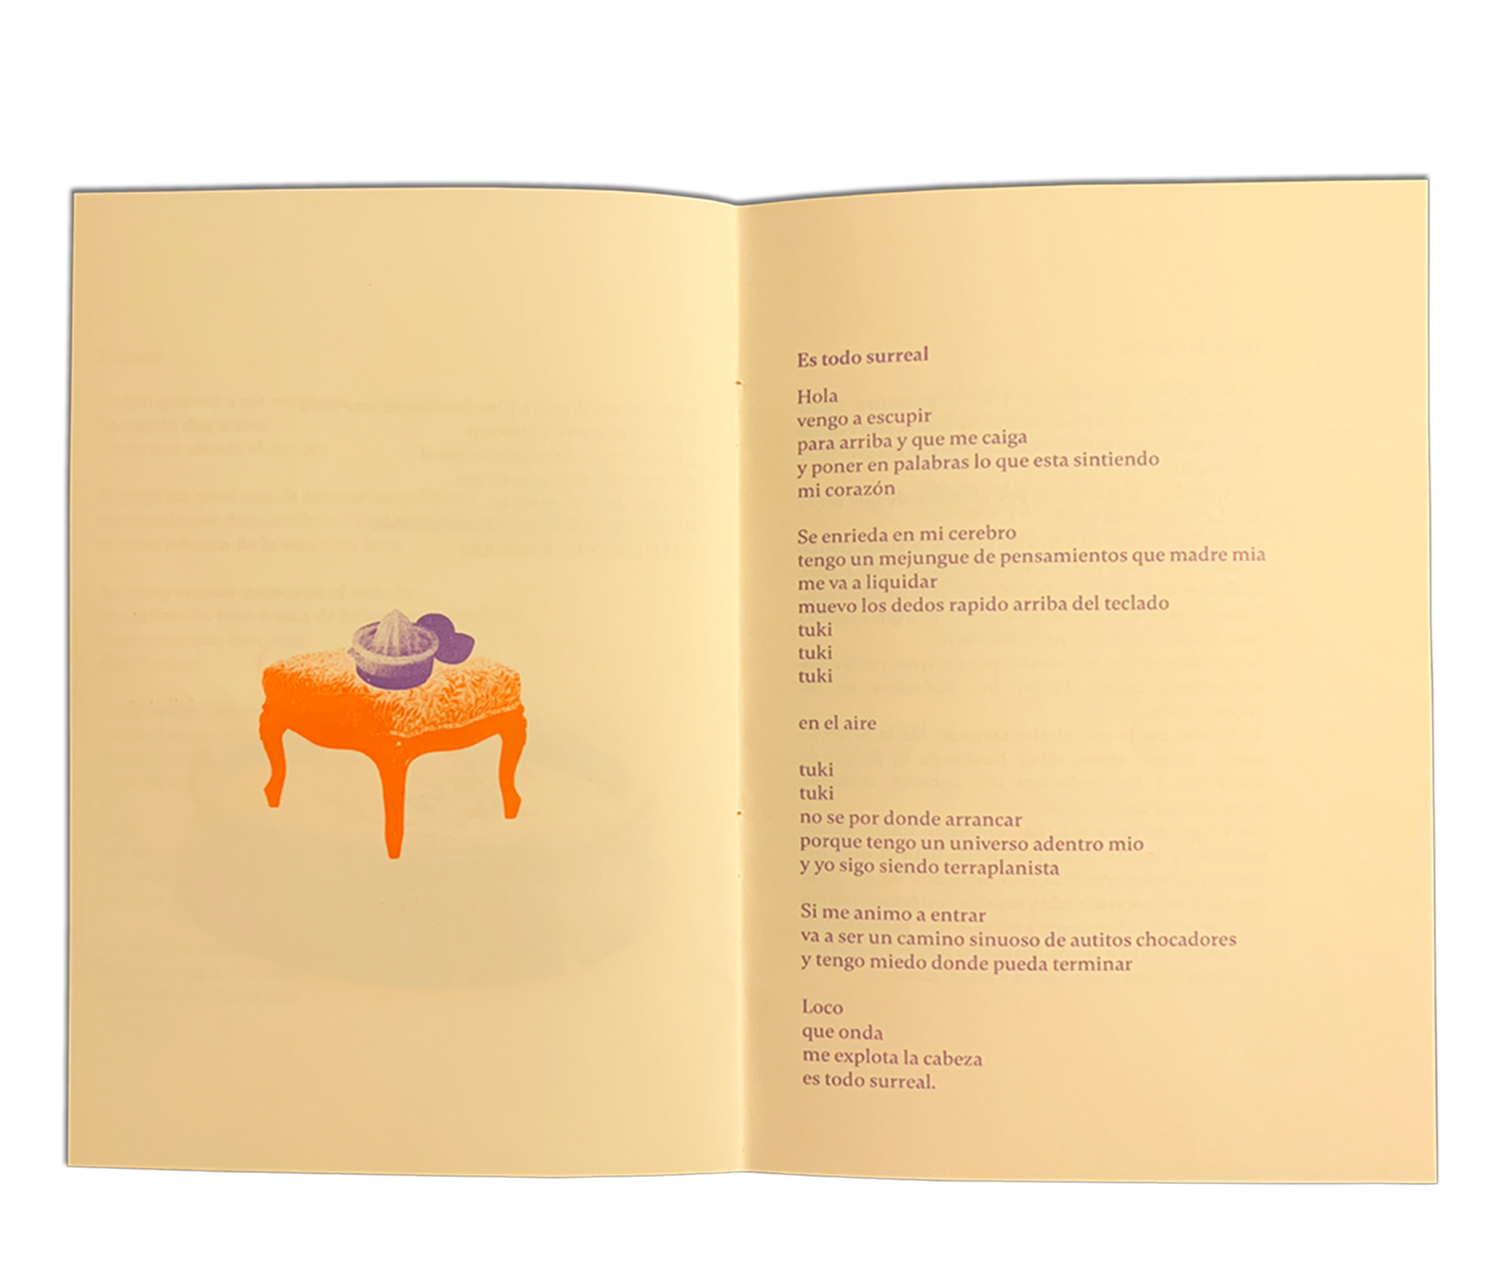 Es todo surreal
Hola
vengo a escupir
para arriba y que me caiga
y poner en palabras lo que esta sintiendo
mi corazón
Se enrieda en mi cerebro
tengo un mejungue de pensamientos que madre mia
me va a liquidar
muevo los dedos rapido arriba del teclado
tuki
tuki
tuki
en el aire
tuki
tuki
no se por donde arrancar
porque tengo un universo adentro mio
y yo sigo siendo terraplanista
Si me animo a entrar
va a ser un camino sinuoso de autitos chocadores
y tengo miedo donde pueda terminar
Loco
que onda
me explota la cabeza
es todo surreal.